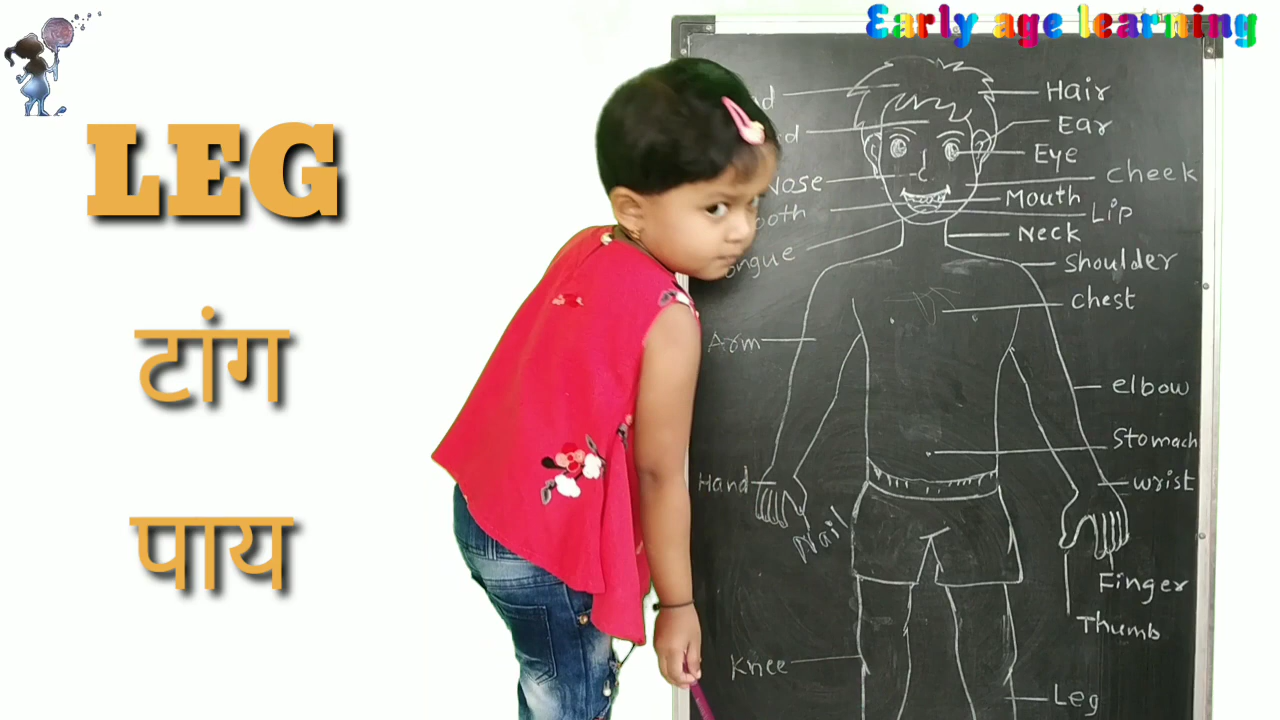 Early age learning
LEG
टांग
पाय
Hair
Ear
Eye
Nose
cheek
Mouth
Lip
Neck
Shoulder
chest
Arm
elbow
Stomach
Hand
wrist
Nail
Finger
Thumb
Knee
Leg